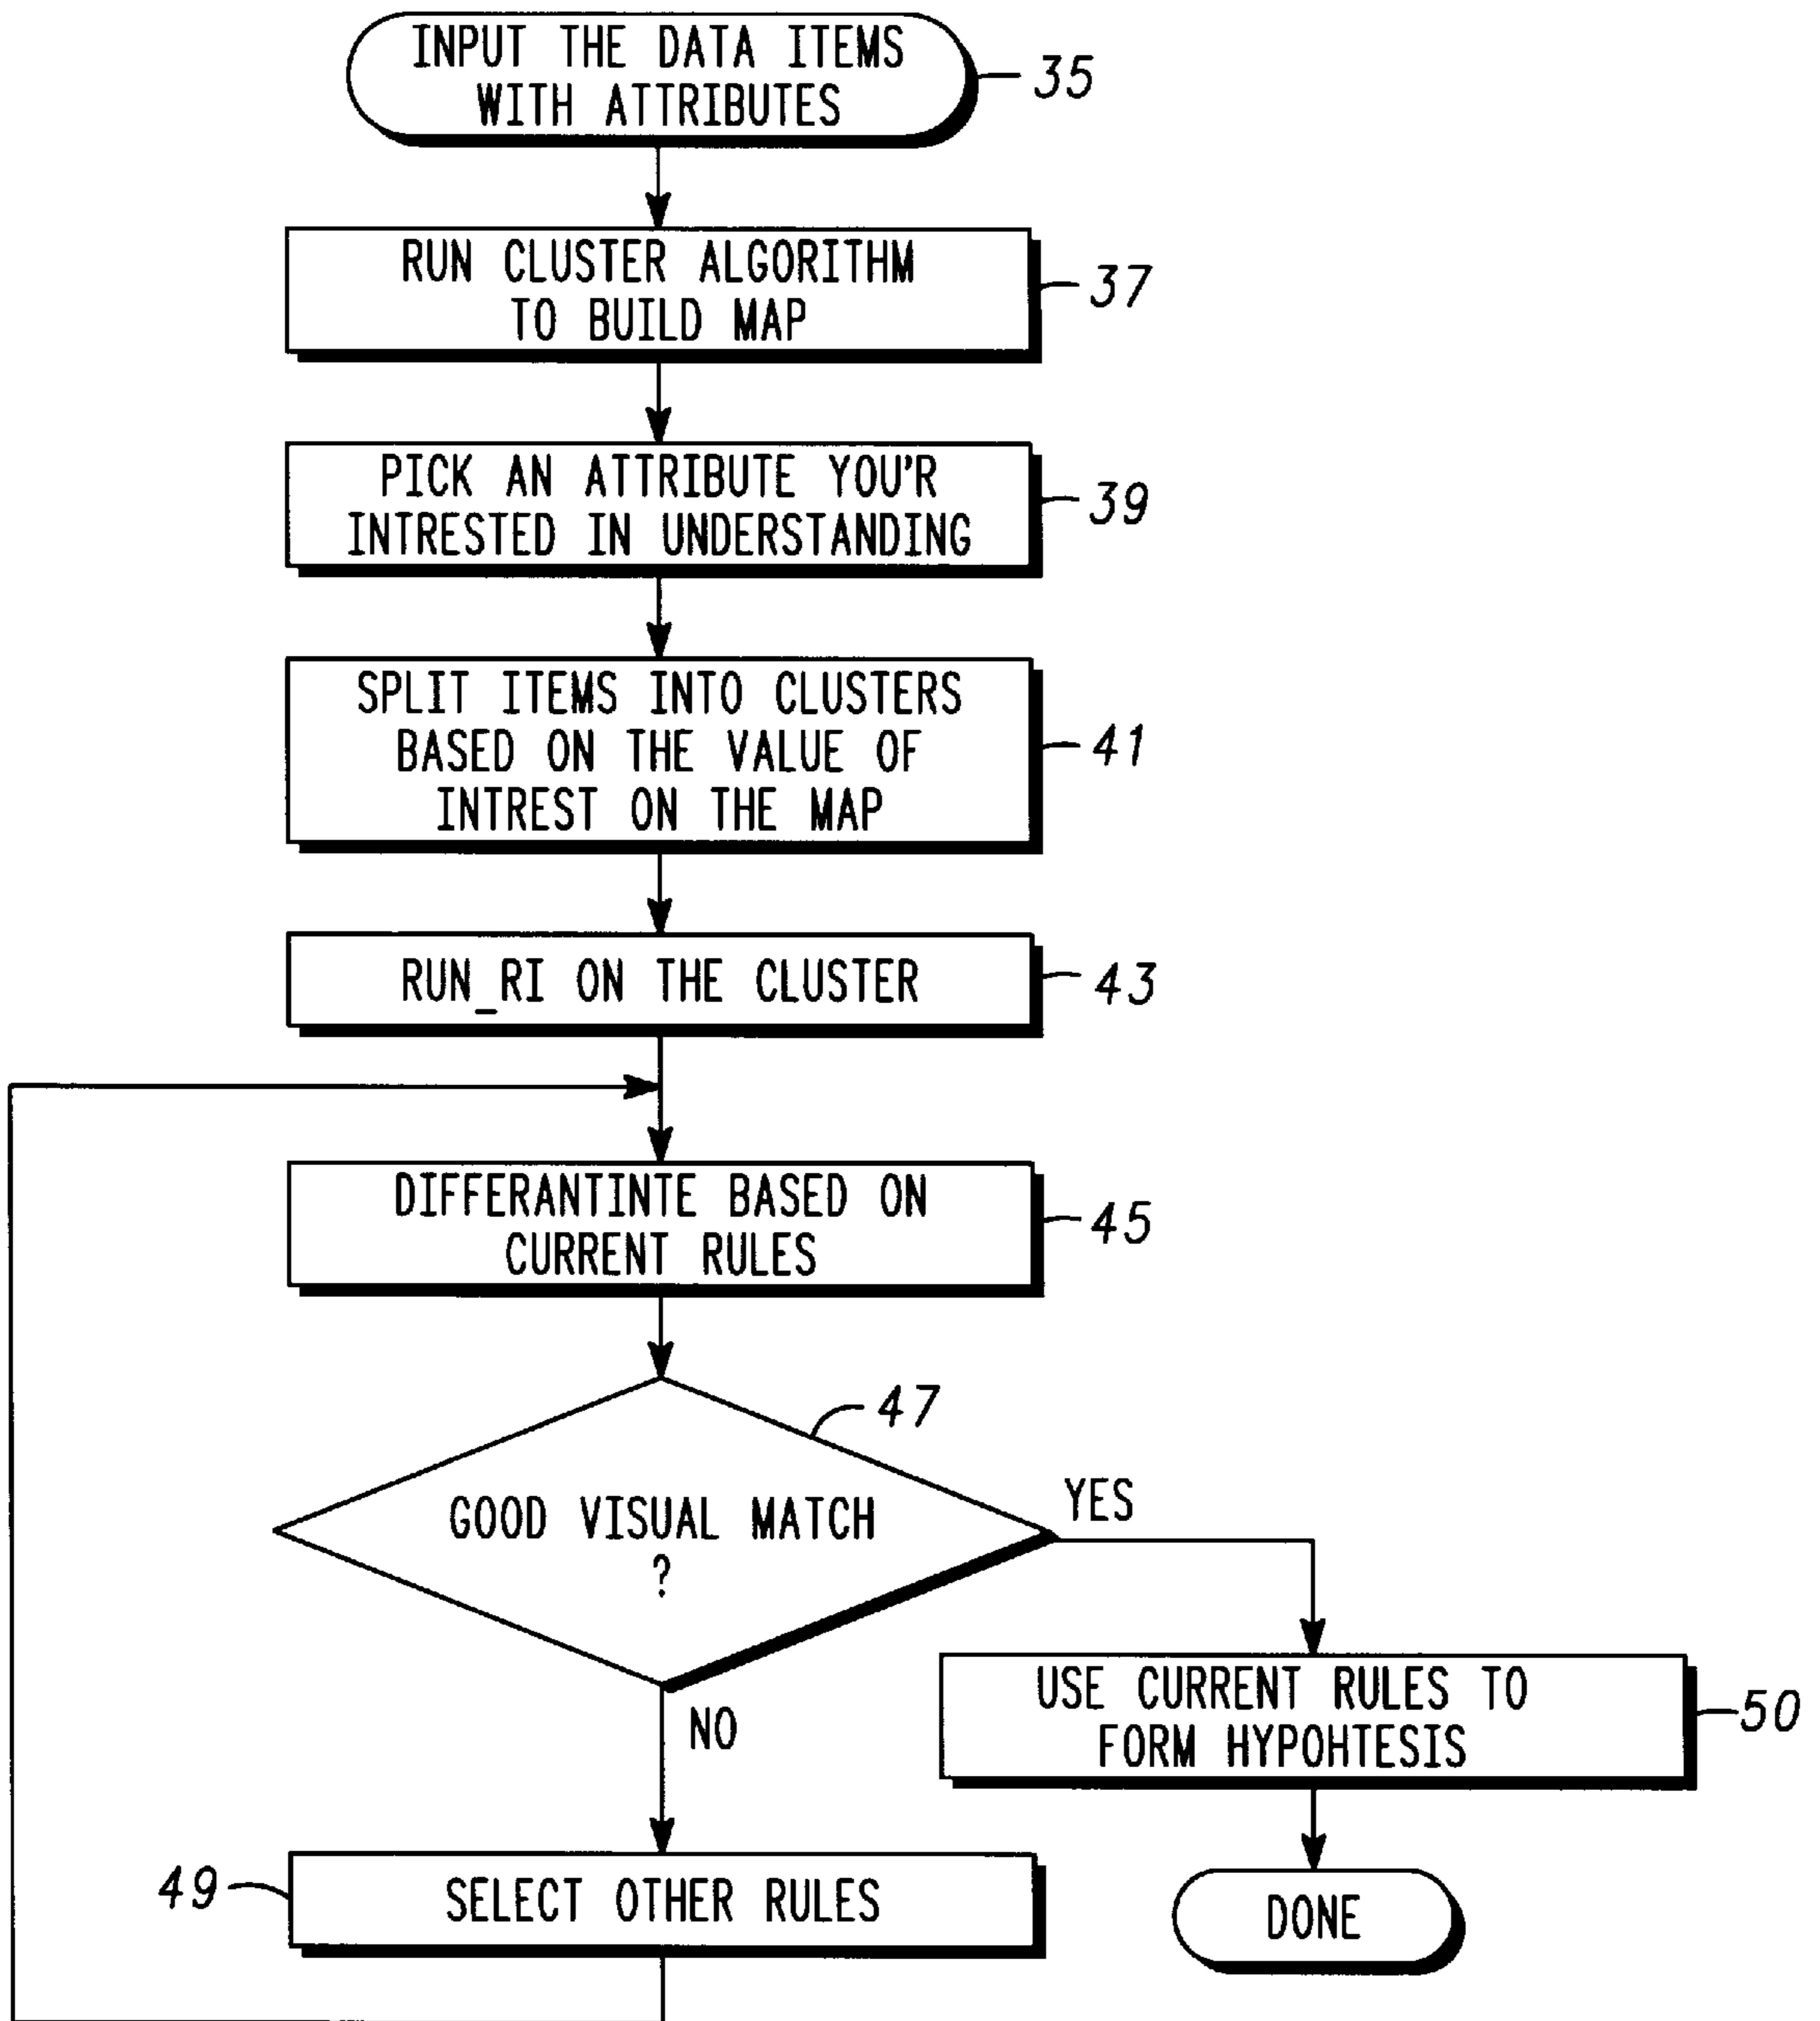 INPUT THE DATA ITEMS
WITH ATTRIBUTES
35
RUN CLUSTER ALGORITHM
TO BUILD MAP
37
PICK AN ATTRIBUTE YOU'R
INTRESTED IN UNDERSTANDING
39
SPLIT ITEMS INTO CLUSTERS
BASED ON THE VALUE OF
INTREST ON THE MAP
41
RUN_RI ON THE CLUSTER
43
DIFFERANTINTE BASED ON
CURRENT RULES
45
47
GOOD VISUAL MATCH
?
YES
NO
USE CURRENT RULES TO
FORM HYPOHTESIS
50
49
SELECT OTHER RULES
DONE